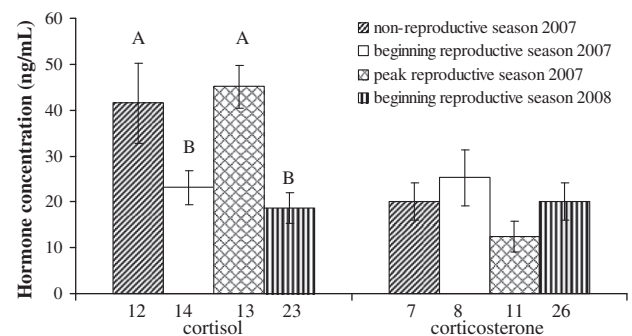 Hormone concentration (ng/mL)
60
50
40
30
20
10
0
A
B
A
B
non-reproductive season 2007
beginning reproductive season 2007
peak reproductive season 2007
beginning reproductive season 2008
12 14 13 23 7 8 11 26
cortisol corticosterone